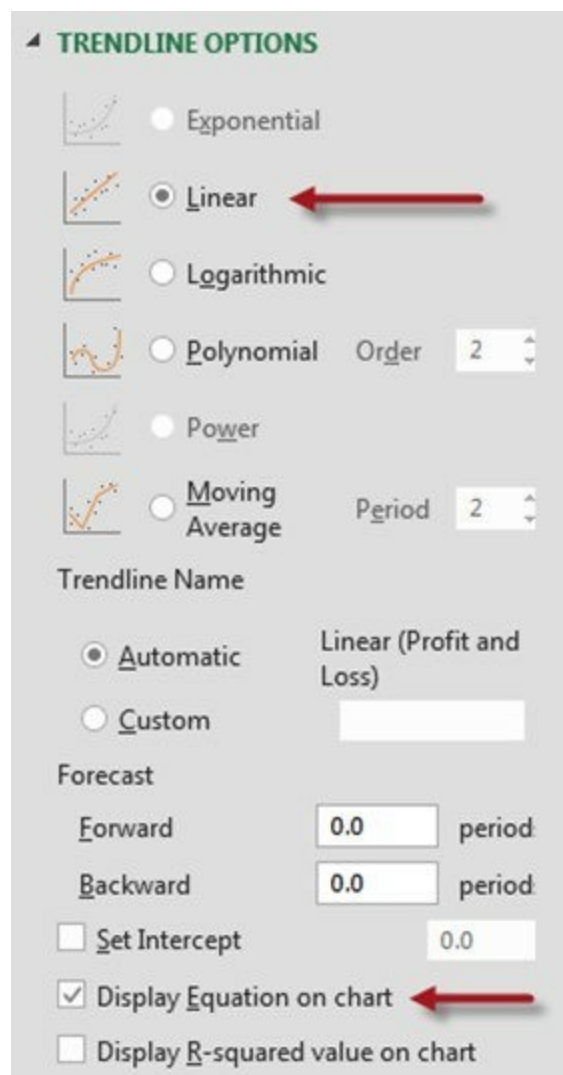 TRENDLINE OPTIONS
Exponential
Linear
Logarithmic
Polynomial Order 2
Power
Moving
Average Period 2
Trendline Name
Automatic Linear (Profit and
Loss)
Custom
Forecast
Forward 0.0 period
Backward 0.0 period
Set Intercept 0.0
Display Equation on chart
Display R-squared value on chart